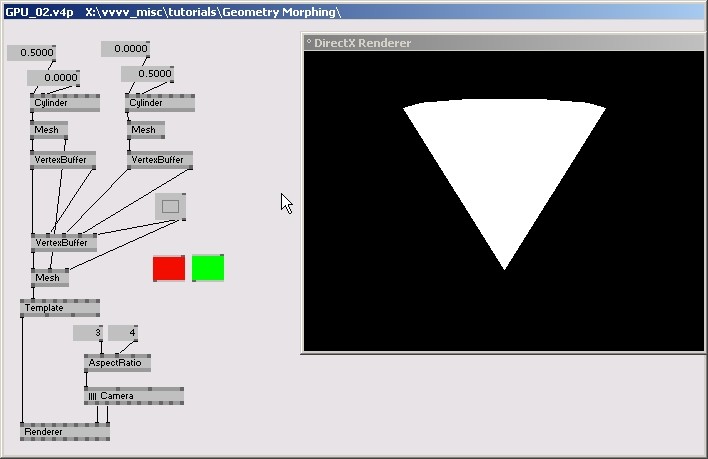 GPU_02.v4p X:\vvvv_misc\tutorials\Geometry Morphing\
° DirectX Renderer
0.5000
0.0000
0.0000
0.5000
Cylinder
Cylinder
Mesh
Mesh
VertexBuffer
VertexBuffer
VertexBuffer
Mesh
Template
3
4
AspectRatio
Camera
Renderer